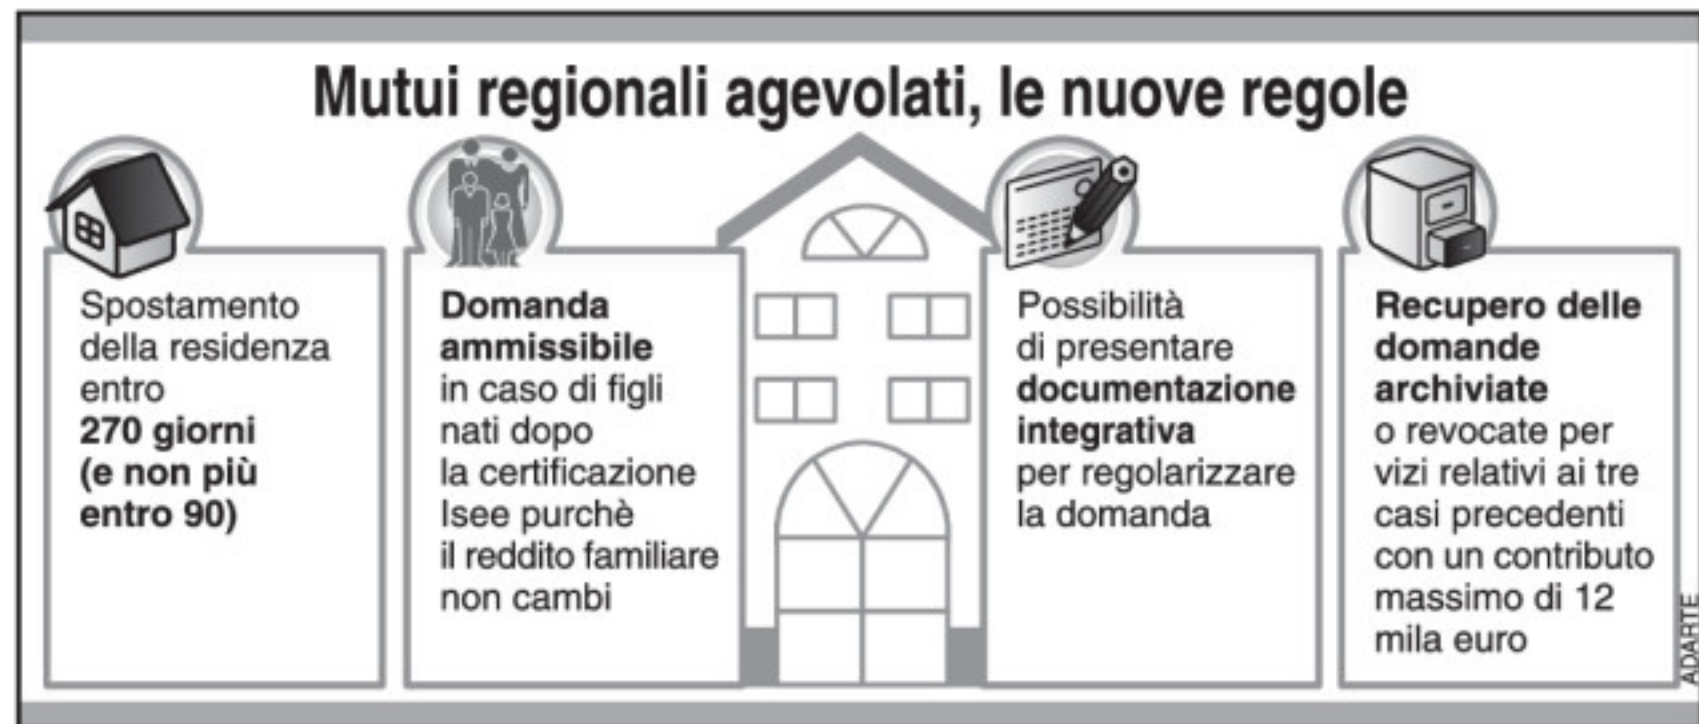 Mutui regionali agevolati, le nuove regole
Spostamento
della residenza
entro
270 giorni
(e non più
entro 90)
Domanda
ammissibile
in caso di figli
nati dopo
la certificazione
Isee purchè
il reddito familiare
non cambi
Possibilità
di presentare
documentazione
integrativa
per regolarizzare
la domanda
Recupero delle
domande
archiviate
o revocate per
vizi relativi ai tre
casi precedenti
con un contributo
massimo di 12
mila euro
ADARTE